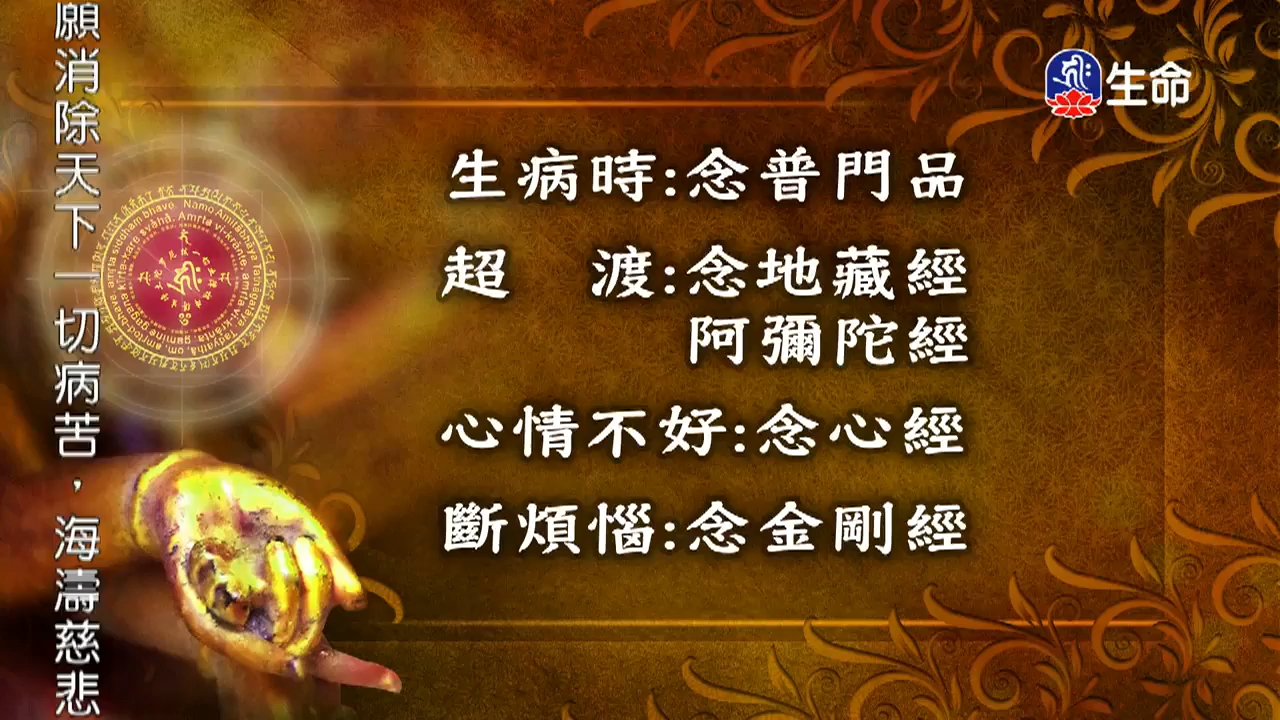 願消除天下一切病苦，海濤慈悲
生命
生病時:念普門品
超　渡:念地藏經
阿彌陀經
心情不好:念心經
斷煩惱:念金剛經